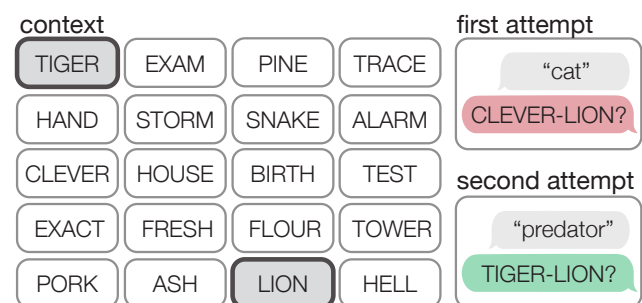 context
TIGER EXAM PINE TRACE
HAND STORM SNAKE ALARM
CLEVER HOUSE BIRTH TEST
EXACT FRESH FLOUR TOWER
PORK ASH LION HELL
first attempt
“cat”
CLEVER-LION?
second attempt
“predator”
TIGER-LION?